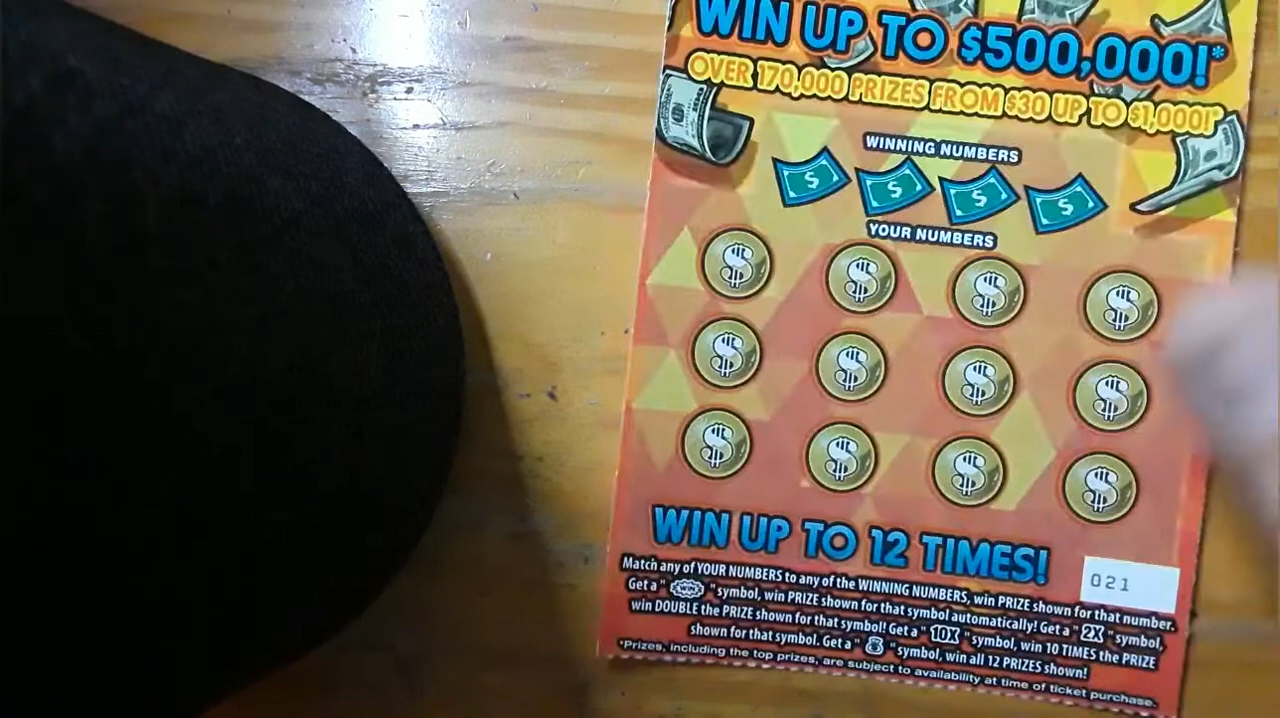 WIN UP TO $500,000!*
OVER 170,000 PRIZES FROM $30 UP TO $1,000!*
WINNING NUMBERS
$ $ $ $
YOUR NUMBERS
$ $ $ $
$ $ $ $
$ $ $ $
WIN UP TO 12 TIMES!
021
Match any of YOUR NUMBERS to any of the WINNING NUMBERS, win PRIZE shown for that number.
Get a " " symbol, win PRIZE shown for that symbol automatically! Get a " 2X " symbol,
win DOUBLE the PRIZE shown for that symbol! Get a " 10X " symbol, win 10 TIMES the PRIZE
shown for that symbol. Get a " " symbol, win all 12 PRIZES shown!
*Prizes, including the top prizes, are subject to availability at time of ticket purchase.